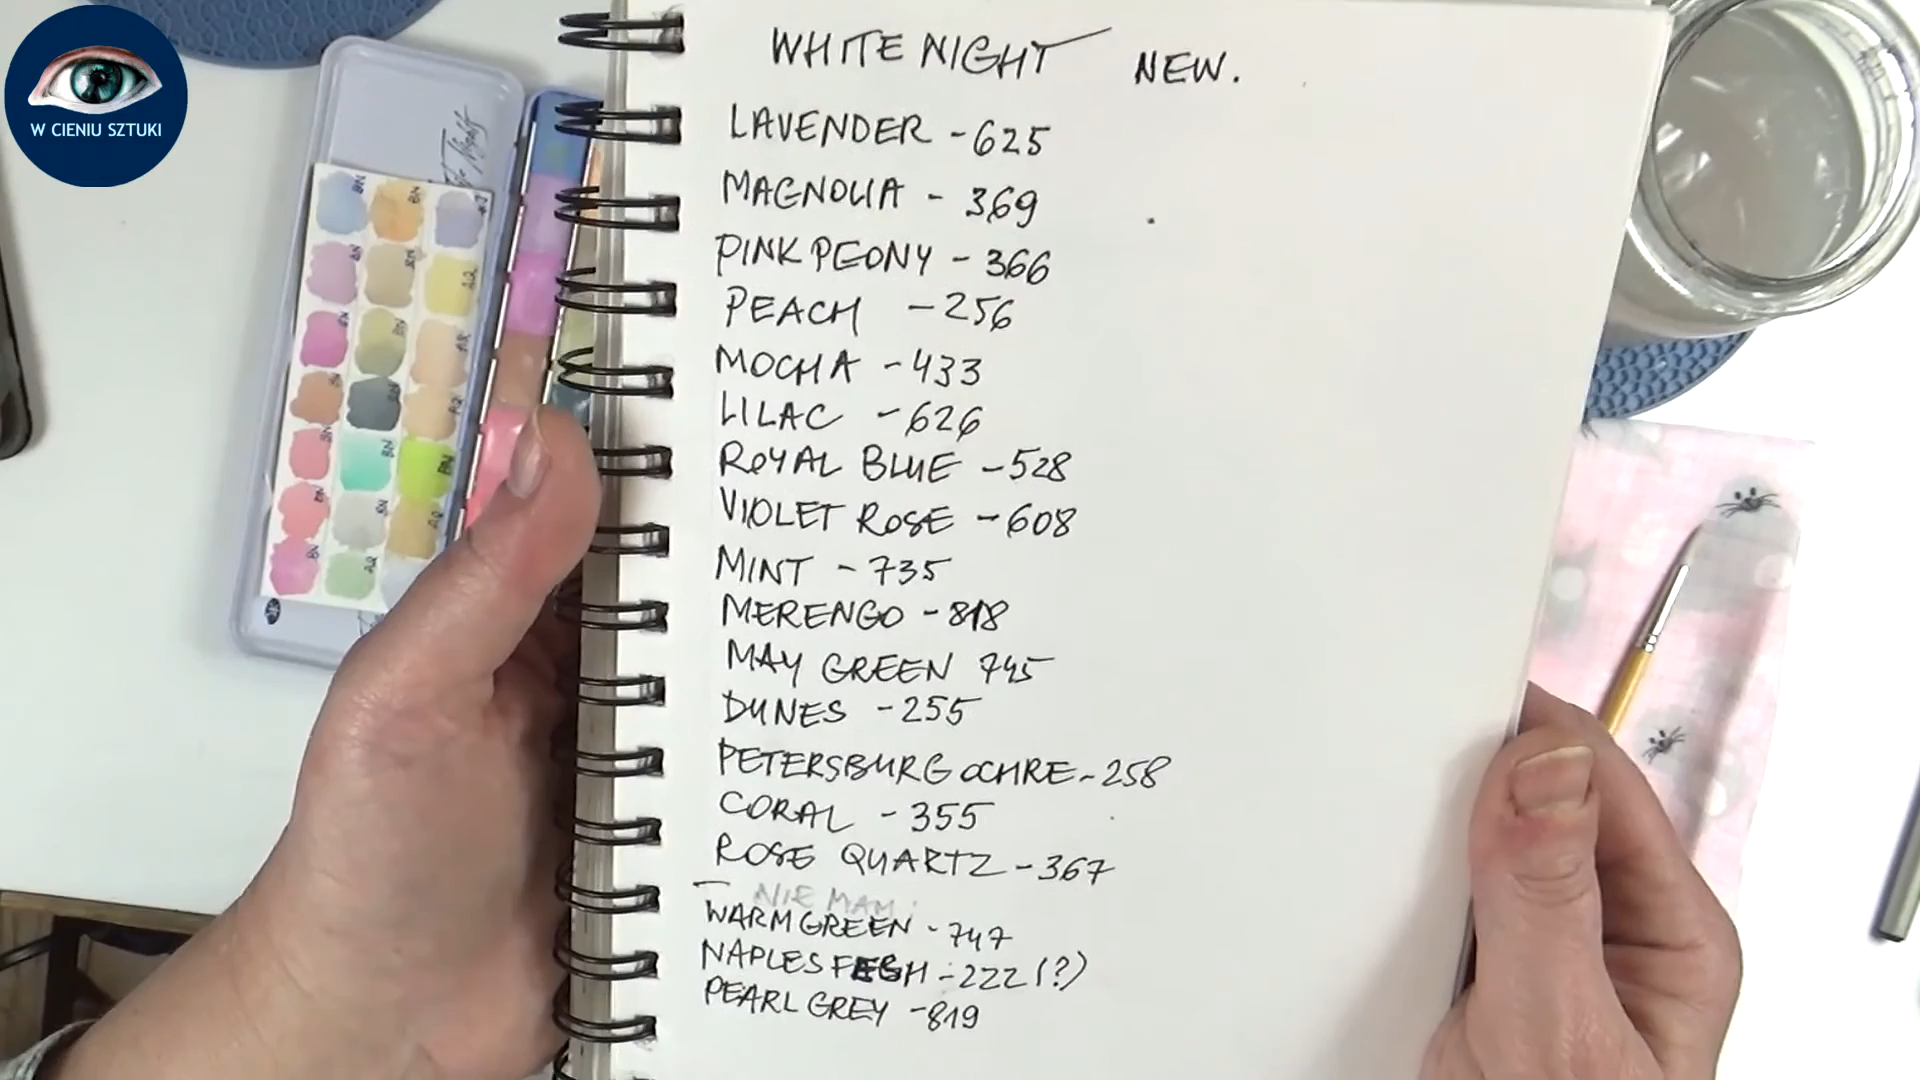 W CIENIU SZTUKI
WHITE NIGHT NEW.
LAVENDER - 625
MAGNOLIA - 369
PINK PEONY - 366
PEACH - 256
MOCHA - 433
LILAC - 626
ROYAL BLUE - 528
VIOLET ROSE - 608
MINT - 735
MERENGO - 818
MAY GREEN 745
DUNES - 255
PETERSBURG OCHRE - 258
CORAL - 355
ROSE QUARTZ - 367
NIE MAM:
WARM GREEN - 747
NAPLES - 222 (?)
PEARL GREY - 819